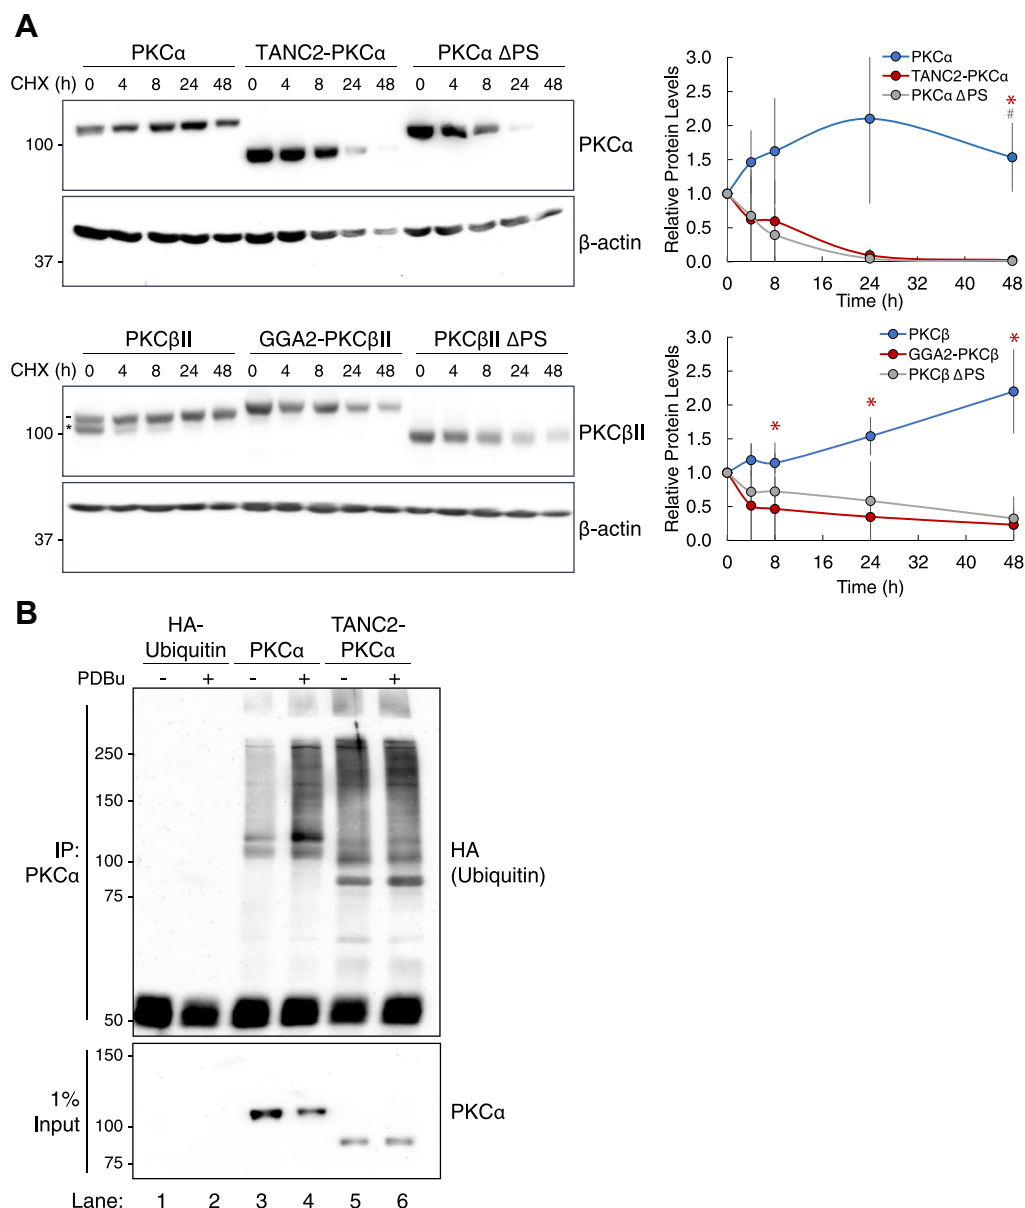 A
PKCα TANC2-PKCα PKCα ΔPS
CHX (h) 0 4 8 24 48 0 4 8 24 48 0 4 8 24 48
100
PKCα
37
β-actin
3.0
2.5
2.0
1.5
1.0
0.5
0.0
Relative Protein Levels
PKCα
TANC2-PKCα
PKCα ΔPS
*
#
0 8 16 24 32 40 48
Time (h)
PKCβII GGA2-PKCβII PKCβII ΔPS
CHX (h) 0 4 8 24 48 0 4 8 24 48 0 4 8 24 48
-
*
100
PKCβII
37
β-actin
3.0
2.5
2.0
1.5
1.0
0.5
0.0
Relative Protein Levels
PKCβ
GGA2-PKCβ
PKCβ ΔPS
* * *
0 8 16 24 32 40 48
Time (h)
B
HA-
Ubiquitin
PKCα
TANC2-
PKCα
PDBu - + - + - +
250
150
100
75
50
IP:
PKCα
HA
(Ubiquitin)
150
100
75
1%
Input
PKCα
Lane: 1 2 3 4 5 6